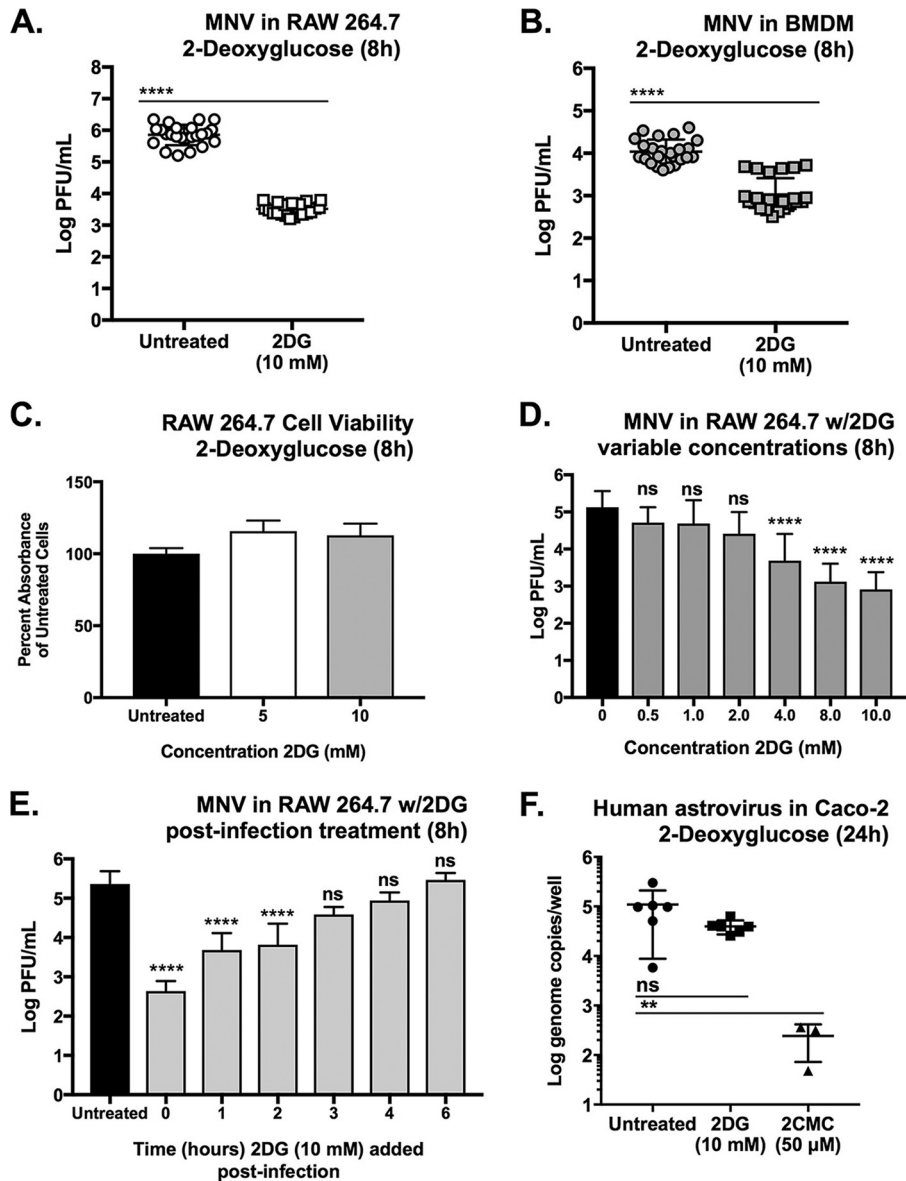 A.
MNV in RAW 264.7
2-Deoxyglucose (8h)
8
7
6
5
4
3
2
1
0
Log PFU/mL
****
Untreated
2DG
(10 mM)
B.
MNV in BMDM
2-Deoxyglucose (8h)
6
5
4
3
2
1
0
Log PFU/mL
****
Untreated
2DG
(10 mM)
C.
RAW 264.7 Cell Viability
2-Deoxyglucose (8h)
150
100
50
0
Percent Absorbance
of Untreated Cells
Untreated 5 10
Concentration 2DG (mM)
D.
MNV in RAW 264.7 w/2DG
variable concentrations (8h)
6
5
4
3
2
1
0
Log PFU/mL
ns ns ns **** **** ****
0 0.5 1.0 2.0 4.0 8.0 10.0
Concentration 2DG (mM)
E.
MNV in RAW 264.7 w/2DG
post-infection treatment (8h)
6
5
4
3
2
1
0
Log PFU/mL
**** **** **** ns ns ns
Untreated 0 1 2 3 4 6
Time (hours) 2DG (10 mM) added
post-infection
F.
Human astrovirus in Caco-2
2-Deoxyglucose (24h)
6
5
4
3
2
1
Log genome copies/well
ns
**
Untreated
2DG
(10 mM)
2CMC
(50 µM)